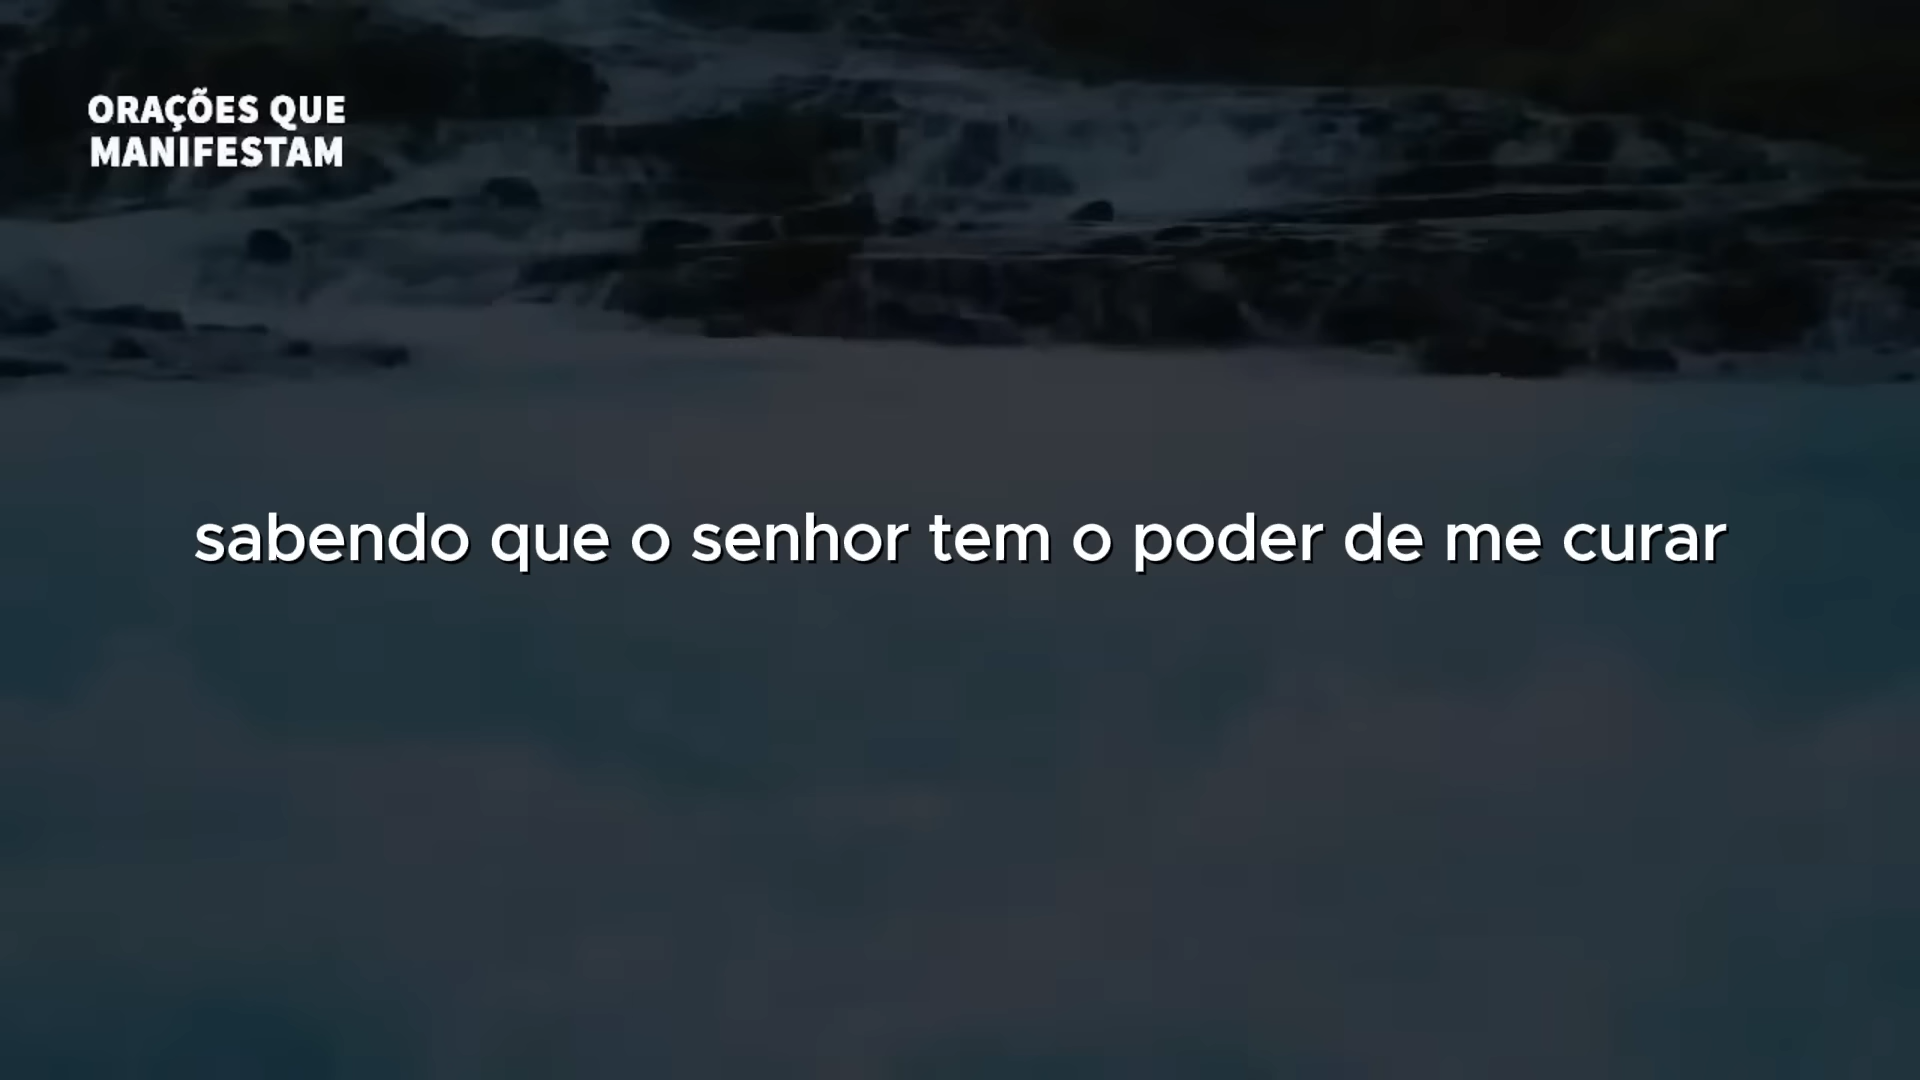 ORAÇÕES QUE
MANIFESTAM
sabendo que o senhor tem o poder de me curar